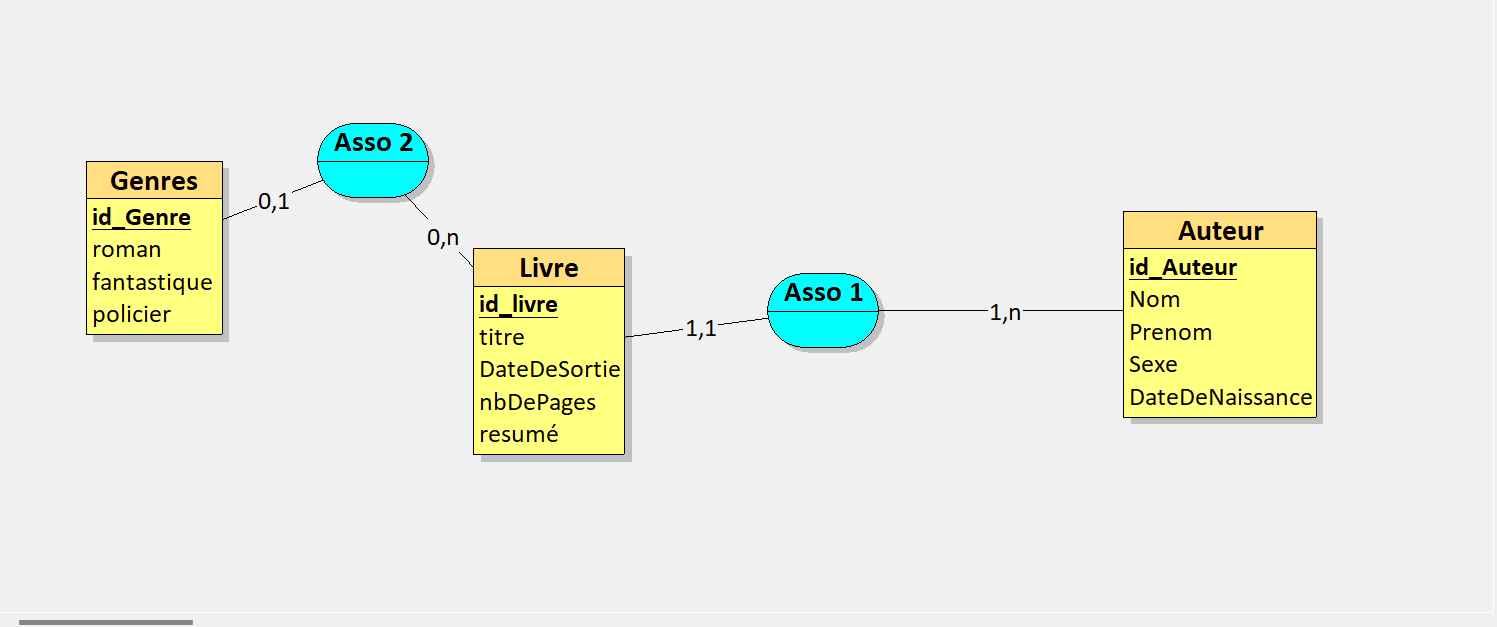 Asso 2
Genres
id_Genre
roman
fantastique
policier
0,1
0,n
Livre
id_livre
titre
DateDeSortie
nbDePages
resumé
1,1
Asso 1
1,n
Auteur
id_Auteur
Nom
Prenom
Sexe
DateDeNaissance